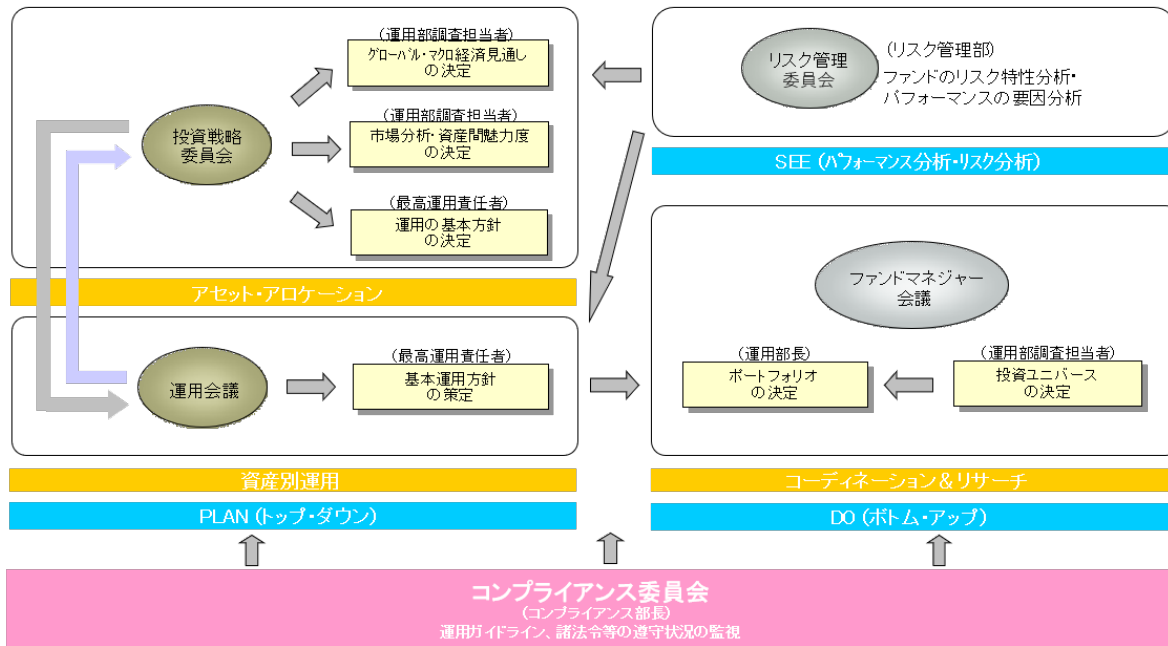 (運用部調査担当者)
グローバル・マクロ経済見通し
の決定
投資戦略
委員会
(運用部調査担当者)
市場分析・資産間魅力度
の決定
(最高運用責任者)
運用の基本方針
の決定
アセット・アロケーション
運用会議
(最高運用責任者)
基本運用方針
の策定
資産別運用
PLAN (トップ・ダウン)
リスク管理
委員会
(リスク管理部)
ファンドのリスク特性分析・
パフォーマンスの要因分析
SEE (パフォーマンス分析・リスク分析)
ファンドマネジャー
会議
(運用部長)
ポートフォリオ
の決定
(運用部調査担当者)
投資ユニバース
の決定
コーディネーション＆リサーチ
DO (ボトム・アップ)
コンプライアンス委員会
(コンプライアンス部長)
運用ガイドライン、諸法令等の遵守状況の監視